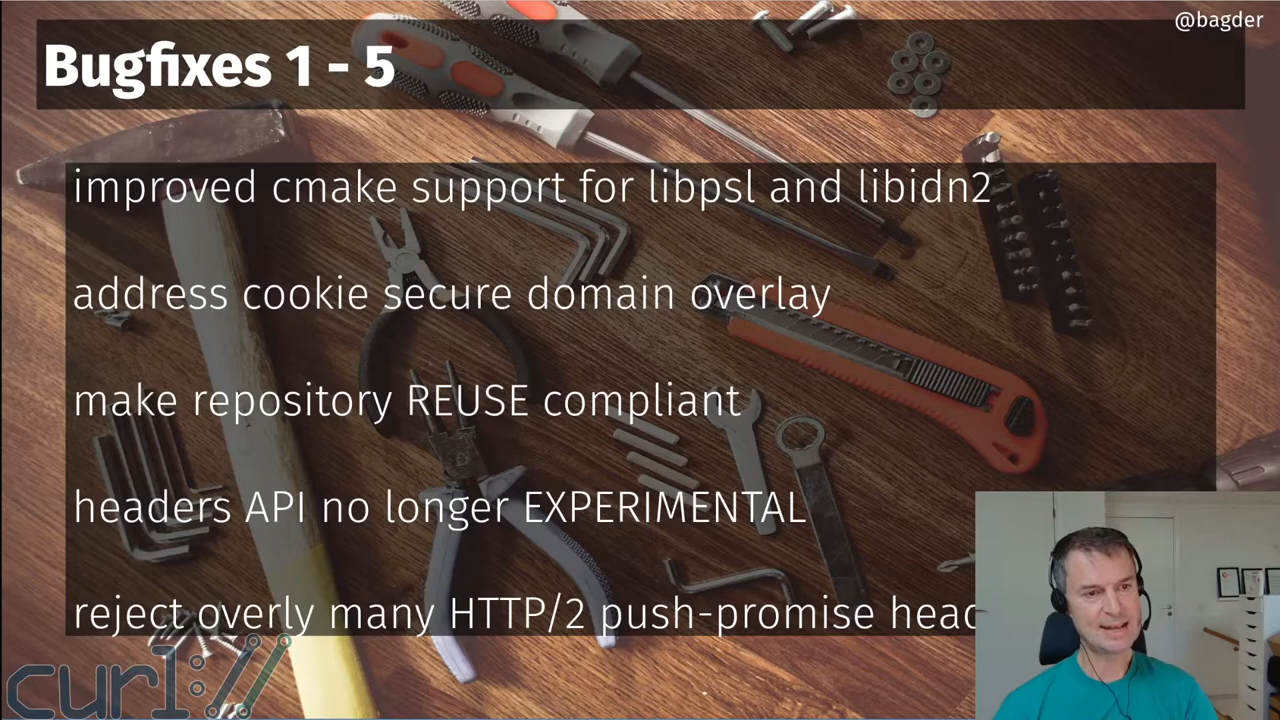 @bagder
Bugfixes 1 - 5
improved cmake support for libpsl and libidn2
address cookie secure domain overlay
make repository REUSE compliant
headers API no longer EXPERIMENTAL
reject overly many HTTP/2 push-promise head
curl://